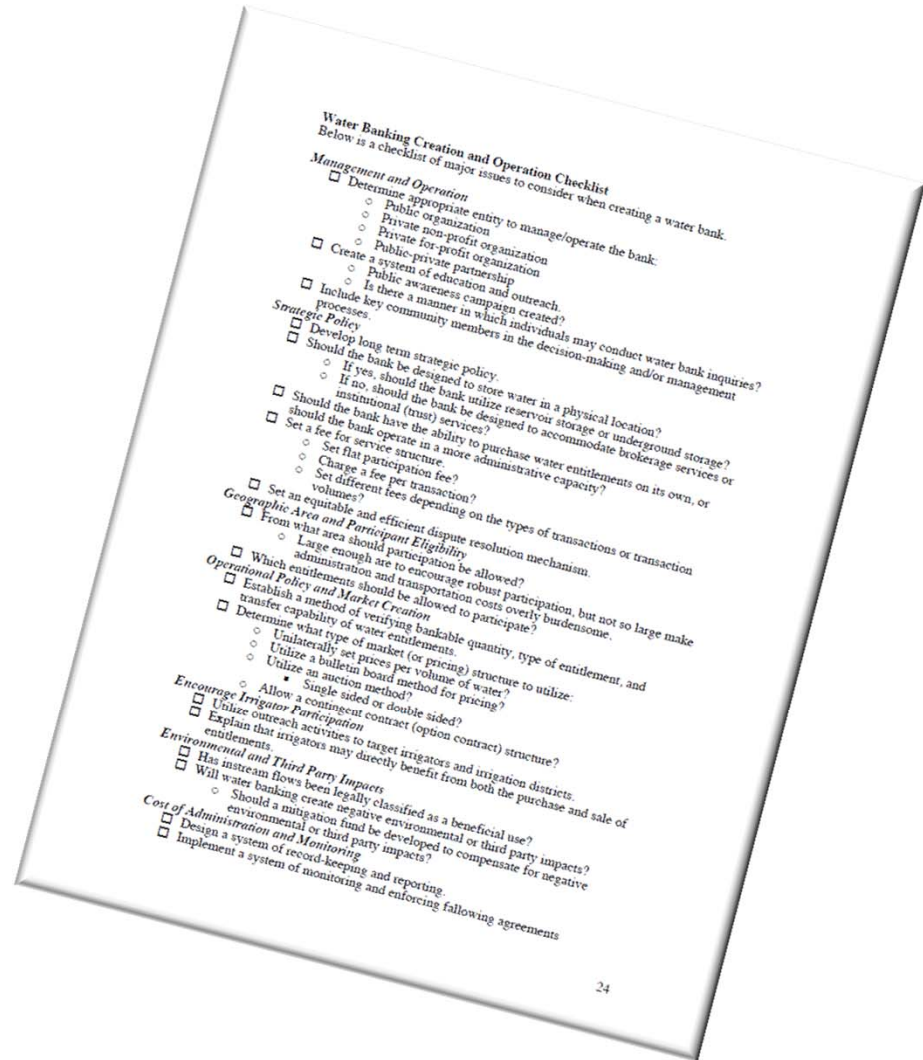 Water Banking Creation and Operation Checklist
Below is a checklist of major issues to consider when creating a water bank.
Management and Operation
☐ Determine appropriate entity to manage/operate the bank:
○ Public organization
○ Private non-profit organization
○ Private for-profit organization
○ Public-private partnership
☐ Create a system of education and outreach.
○ Public awareness campaign created?
○ Is there a manner in which individuals may conduct water bank inquiries?
☐ Include key community members in the decision-making and/or management
processes.
Strategic Policy
☐ Develop long term strategic policy.
☐ Should the bank be designed to store water in a physical location?
○ If yes, should the bank utilize reservoir storage or underground storage?
○ If no, should the bank be designed to accommodate brokerage services or
institutional (trust) services?
☐ Should the bank have the ability to purchase water entitlements on its own, or
should the bank operate in a more administrative capacity?
☐ Set a fee for service structure.
○ Set flat participation fee?
○ Charge a fee per transaction?
○ Set different fees depending on the types of transactions or transaction
volumes?
☐ Set an equitable and efficient dispute resolution mechanism.
Geographic Area and Participant Eligibility
☐ From what area should participation be allowed?
○ Large enough are to encourage robust participation, but not so large make
administration and transportation costs overly burdensome.
☐ Which entitlements should be allowed to participate?
Operational Policy and Market Creation
☐ Establish a method of verifying bankable quantity, type of entitlement, and
transfer capability of water entitlements.
☐ Determine what type of market (or pricing) structure to utilize:
○ Unilaterally set prices per volume of water?
○ Utilize a bulletin board method for pricing?
○ Utilize an auction method?
▪ Single sided or double sided?
○ Allow a contingent contract (option contract) structure?
Encourage Irrigator Participation
☐ Utilize outreach activities to target irrigators and irrigation districts.
☐ Explain that irrigators may directly benefit from both the purchase and sale of
entitlements.
Environmental and Third Party Impacts
☐ Has instream flows been legally classified as a beneficial use?
☐ Will water banking create negative environmental or third party impacts?
○ Should a mitigation fund be developed to compensate for negative
environmental or third party impacts?
Cost of Administration and Monitoring
☐ Design a system of record-keeping and reporting.
☐ Implement a system of monitoring and enforcing fallowing agreements
24